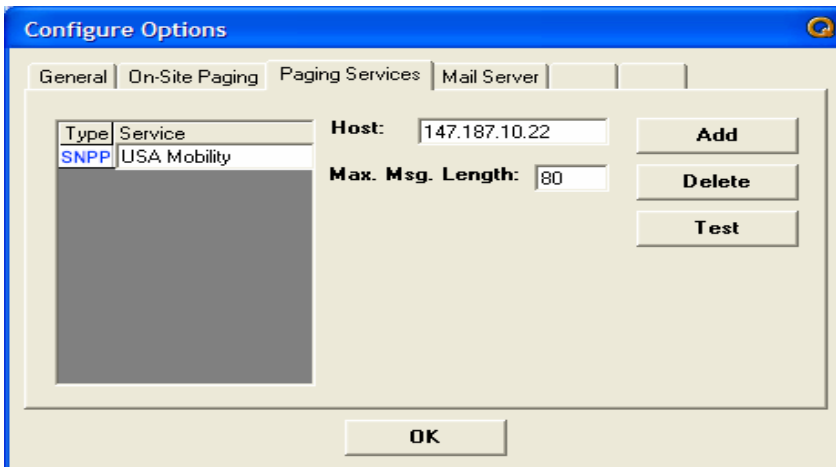 Configure Options
General On-Site Paging Paging Services Mail Server
Type Service
SNPP USA Mobility
Host: 147.187.10.22
Max. Msg. Length: 80
Add
Delete
Test
OK